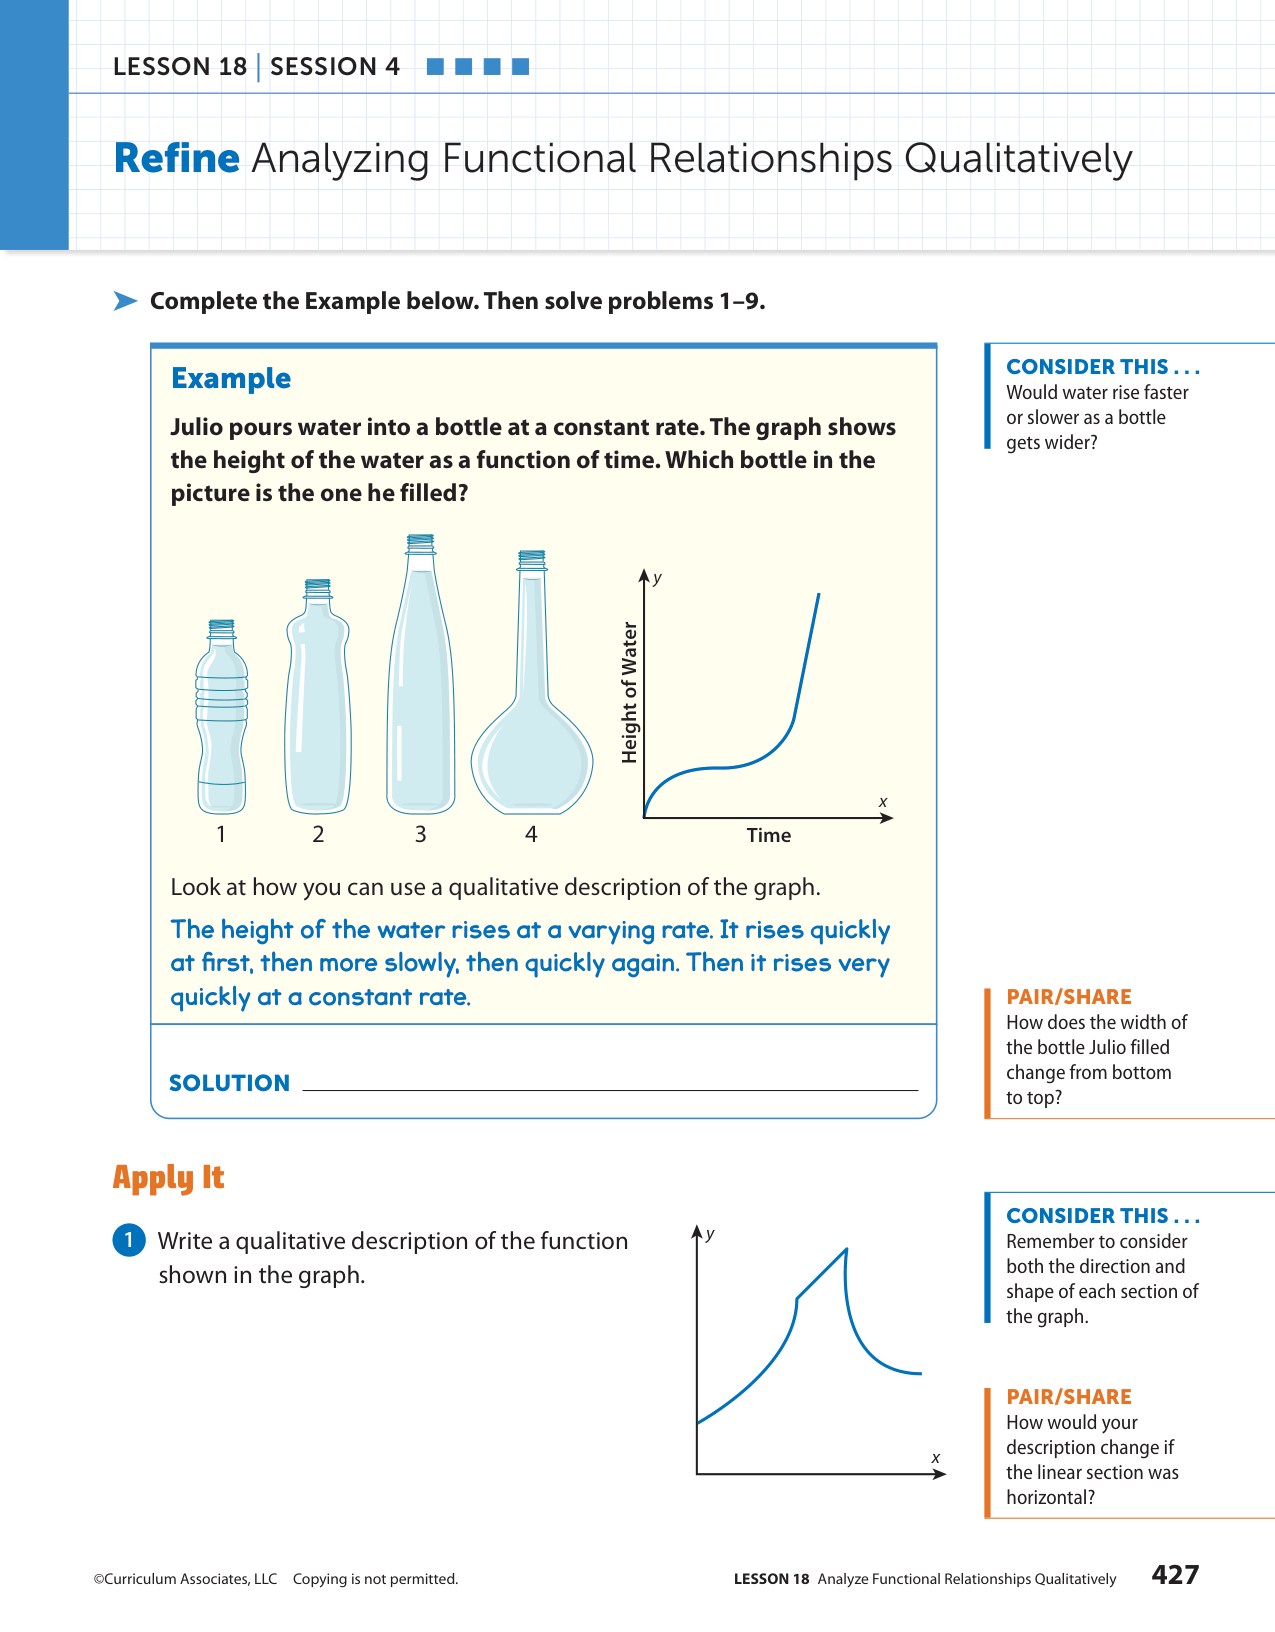 LESSON 18 | SESSION 4
Refine Analyzing Functional Relationships Qualitatively
Complete the Example below. Then solve problems 1–9.
Example
Julio pours water into a bottle at a constant rate. The graph shows
the height of the water as a function of time. Which bottle in the
picture is the one he filled?
1 2 3 4
y
Height of Water
x
Time
Look at how you can use a qualitative description of the graph.
The height of the water rises at a varying rate. It rises quickly
at first, then more slowly, then quickly again. Then it rises very
quickly at a constant rate.
SOLUTION
CONSIDER THIS . . .
Would water rise faster
or slower as a bottle
gets wider?
PAIR/SHARE
How does the width of
the bottle Julio filled
change from bottom
to top?
Apply It
1 Write a qualitative description of the function
shown in the graph.
y
x
CONSIDER THIS . . .
Remember to consider
both the direction and
shape of each section of
the graph.
PAIR/SHARE
How would your
description change if
the linear section was
horizontal?
©Curriculum Associates, LLC Copying is not permitted.
LESSON 18 Analyze Functional Relationships Qualitatively 427